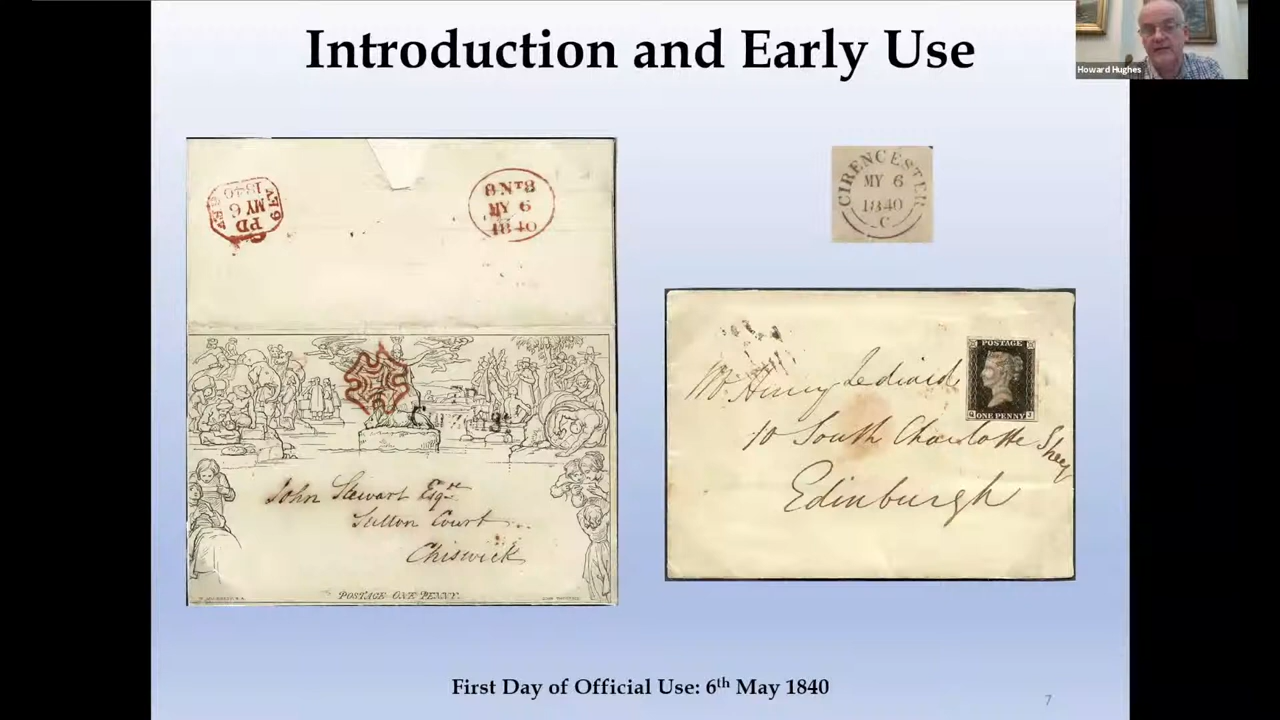 Introduction and Early Use
Howard Hughes
PD
MY 6
1840
8NT8
MY 6
1840
CIRENCESTER
MY 6
1840
C
John Stewart Esqre
Sutton Court
Chiswick
POSTAGE ONE PENNY.
POSTAGE
ONE PENNY
Mr Henry Lediard
10 South Charlotte Street
Edinburgh
First Day of Official Use: 6th May 1840
7